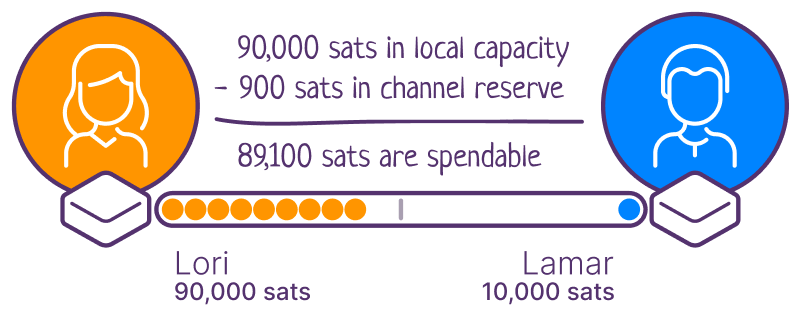 90,000 sats in local capacity
- 900 sats in channel reserve
89,100 sats are spendable
Lori
90,000 sats
Lamar
10,000 sats